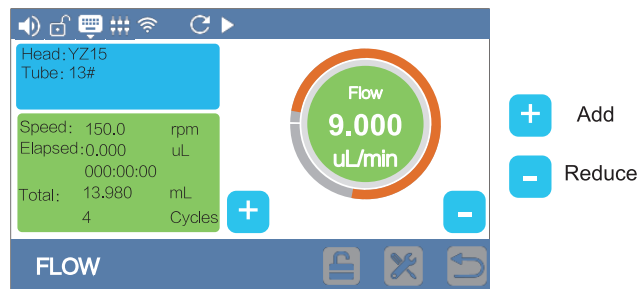 Head:YZ15
Tube: 13#
Speed: 150.0 rpm
Elapsed:0.000 uL
000:00:00
Total: 13.980 mL
4 Cycles
Flow
9.000
uL/min
+
-
FLOW
+ Add
- Reduce